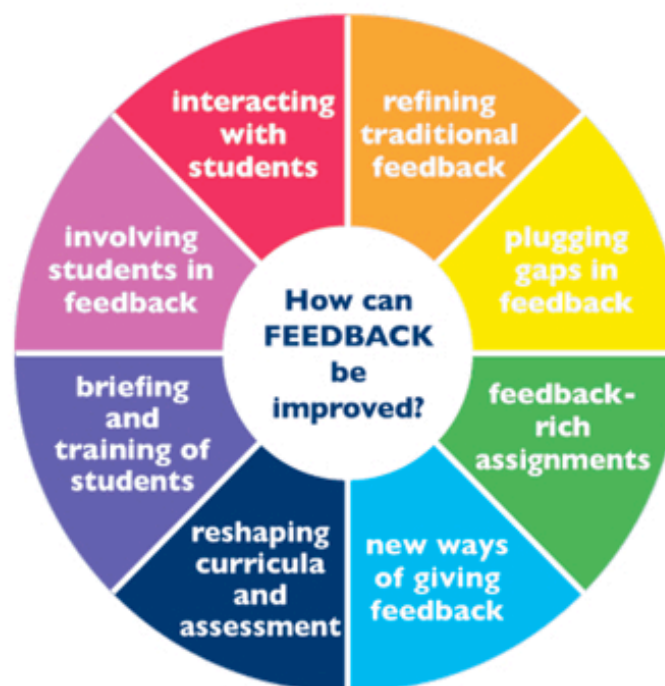 How can
FEEDBACK
be
improved?
refining
traditional
feedback
plugging
gaps in
feedback
feedback-
rich
assignments
new ways
of giving
feedback
reshaping
curricula
and
assessment
briefing
and
training of
students
involving
students in
feedback
interacting
with
students